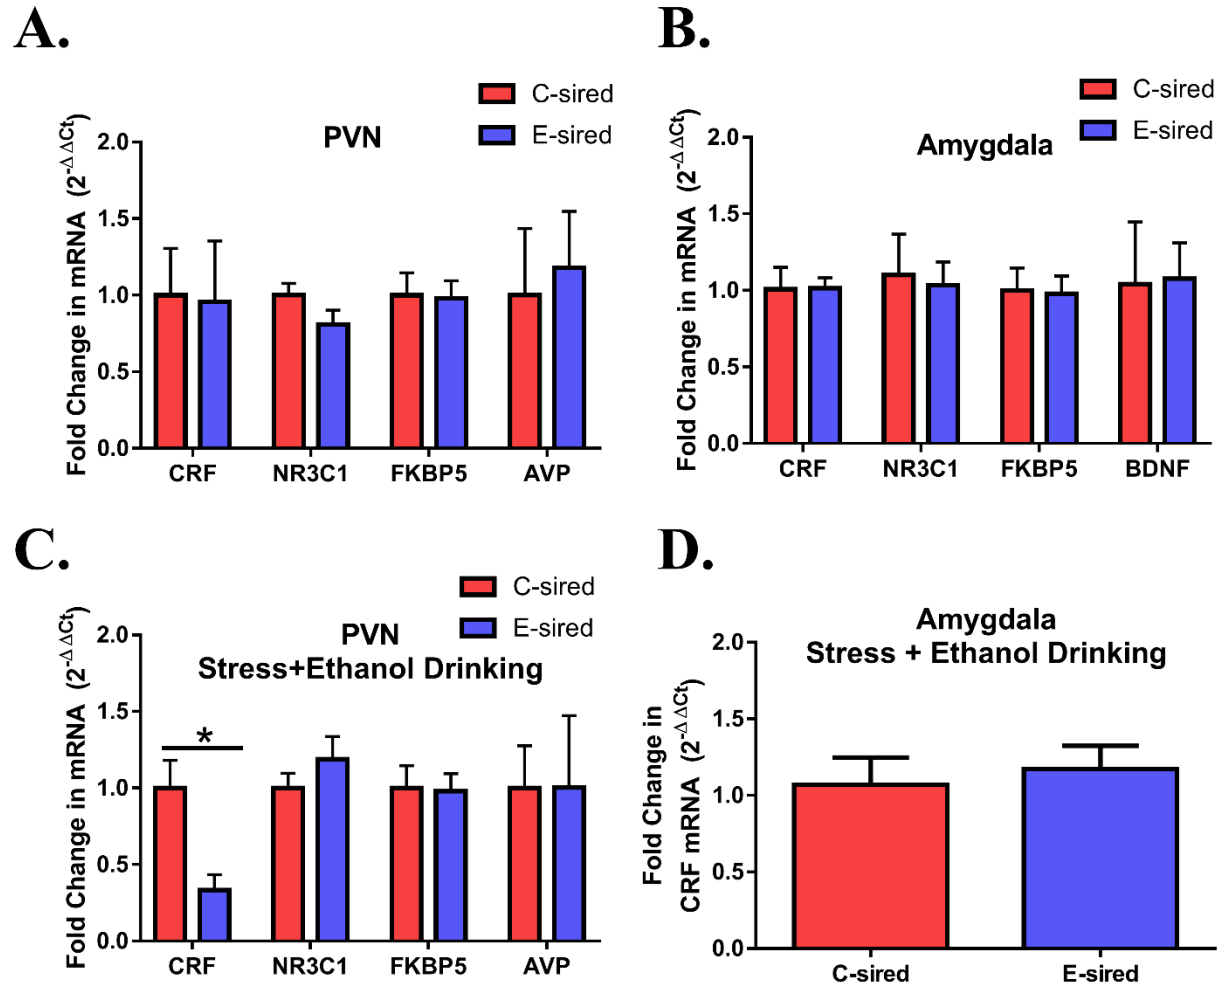 A.
C-sired
E-sired
PVN
Fold Change in mRNA (2^-ΔΔCt)
2.0
1.5
1.0
0.5
0.0
CRF NR3C1 FKBP5 AVP
B.
C-sired
E-sired
Amygdala
Fold Change in mRNA (2^-ΔΔCt)
2.0
1.5
1.0
0.5
0.0
CRF NR3C1 FKBP5 BDNF
C.
C-sired
E-sired
PVN
Stress+Ethanol Drinking
Fold Change in mRNA (2^-ΔΔCt)
2.0
1.5
1.0
0.5
0.0
*
CRF NR3C1 FKBP5 AVP
D.
Amygdala
Stress + Ethanol Drinking
Fold Change in
CRF mRNA (2^-ΔΔCt)
2.0
1.5
1.0
0.5
0.0
C-sired E-sired